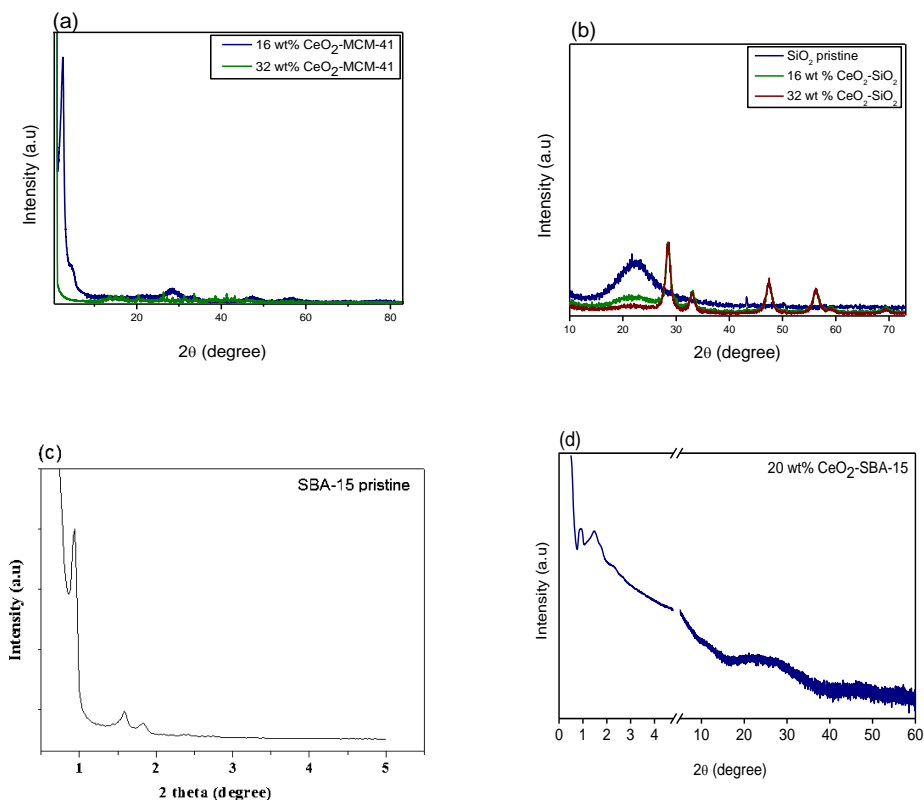 (a)
16 wt% CeO₂-MCM-41
32 wt% CeO₂-MCM-41
Intensity (a.u)
20 40 60 80
2θ (degree)
(b)
SiO₂ pristine
16 wt % CeO₂-SiO₂
32 wt % CeO₂-SiO₂
Intensity (a.u)
10 20 30 40 50 60 70
2θ (degree)
(c)
SBA-15 pristine
Intensity (a.u)
1 2 3 4 5
2 theta (degree)
(d)
20 wt% CeO₂-SBA-15
Intensity (a.u)
0 1 2 3 4 10 20 30 40 50 60
2θ (degree)